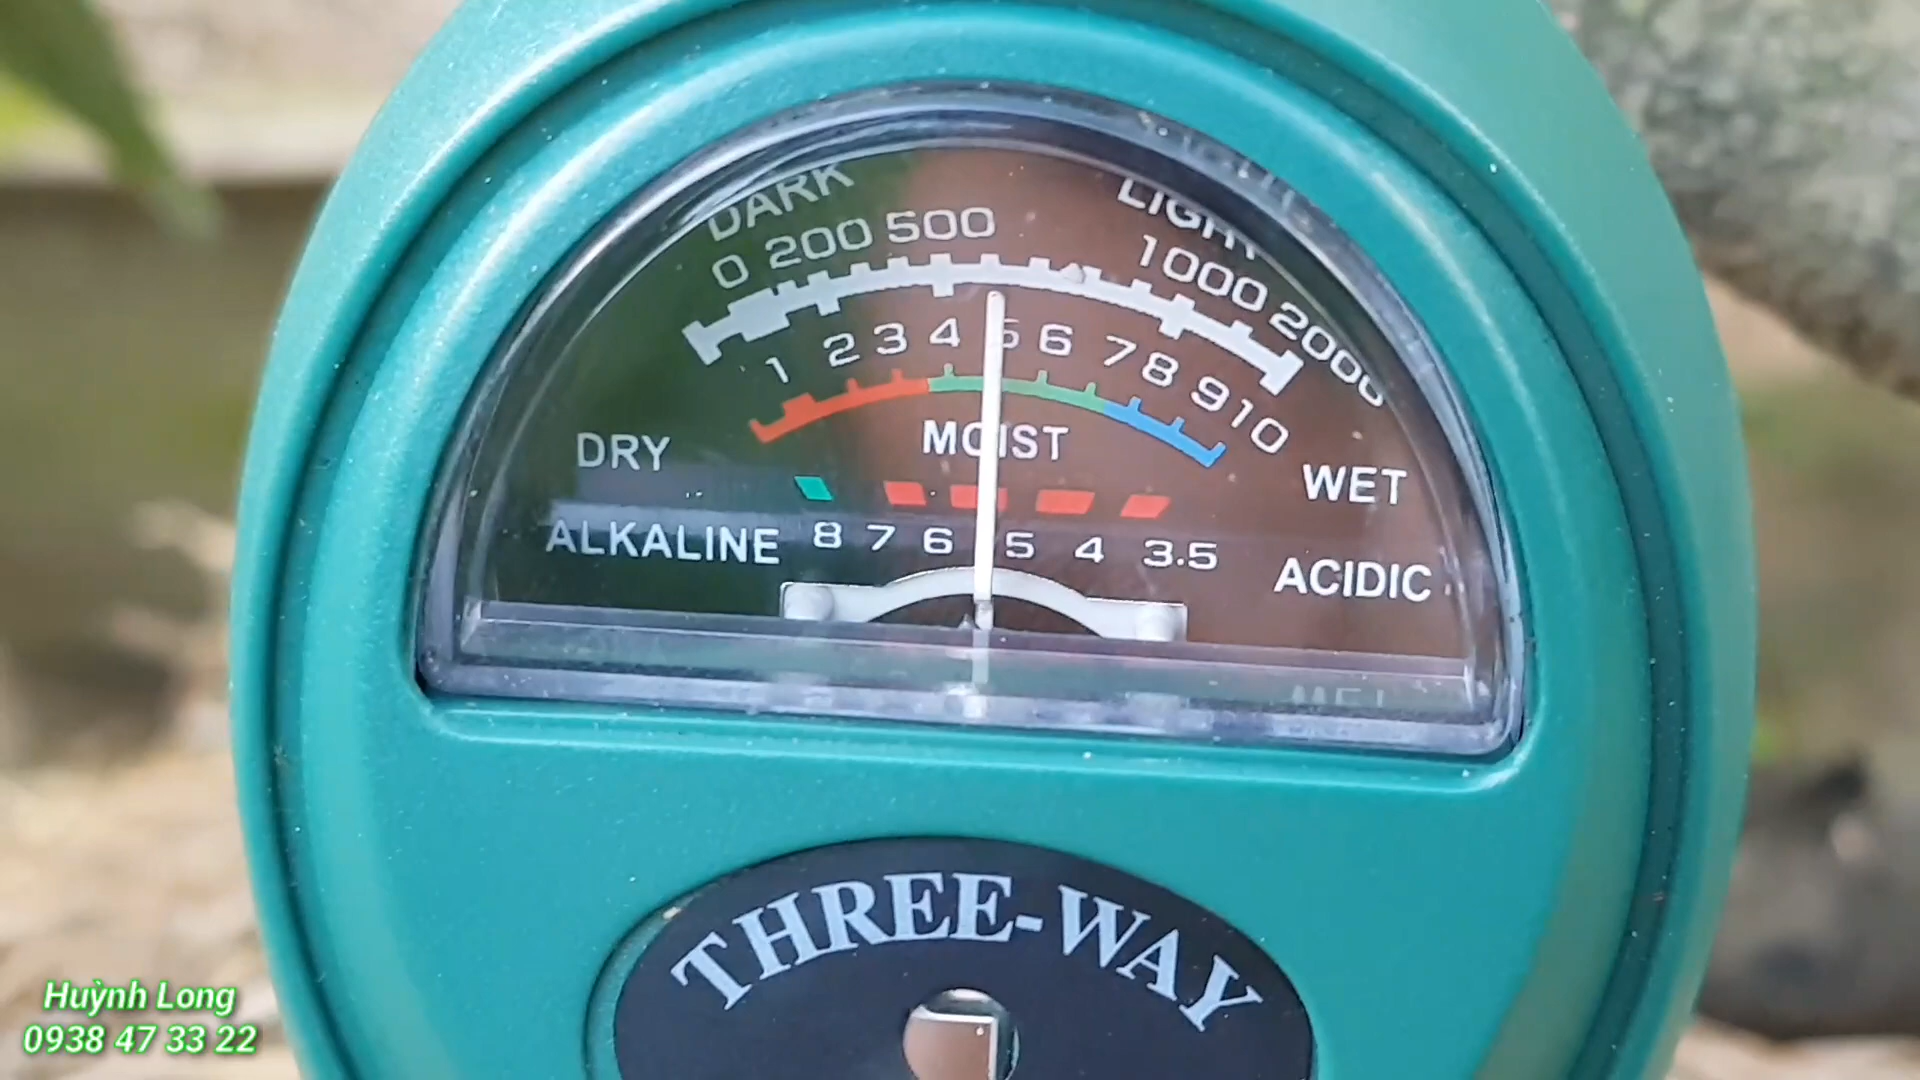 DARK LIGHT
0 200 500 1000 2000
1 2 3 4 5 6 7 8 9 10
DRY MOIST WET
ALKALINE 8 7 6 5 4 3.5 ACIDIC
THREE-WAY
Huỳnh Long
0938 47 33 22